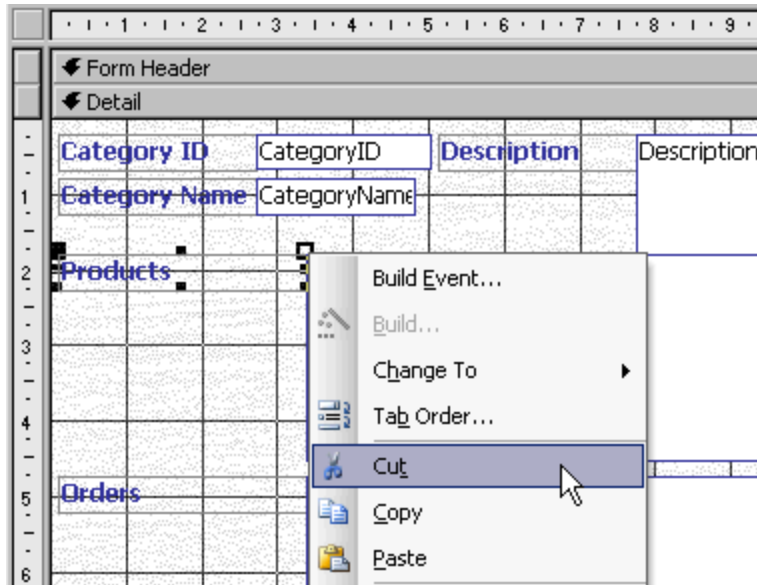 1 2 3 4 5 6 7 8 9
Form Header
Detail
Category ID CategoryID Description Description
1 Category Name CategoryName
2 Products
Build Event...
Build...
3
Change To
4 Tab Order...
Cut
5 Orders
Copy
Paste
6